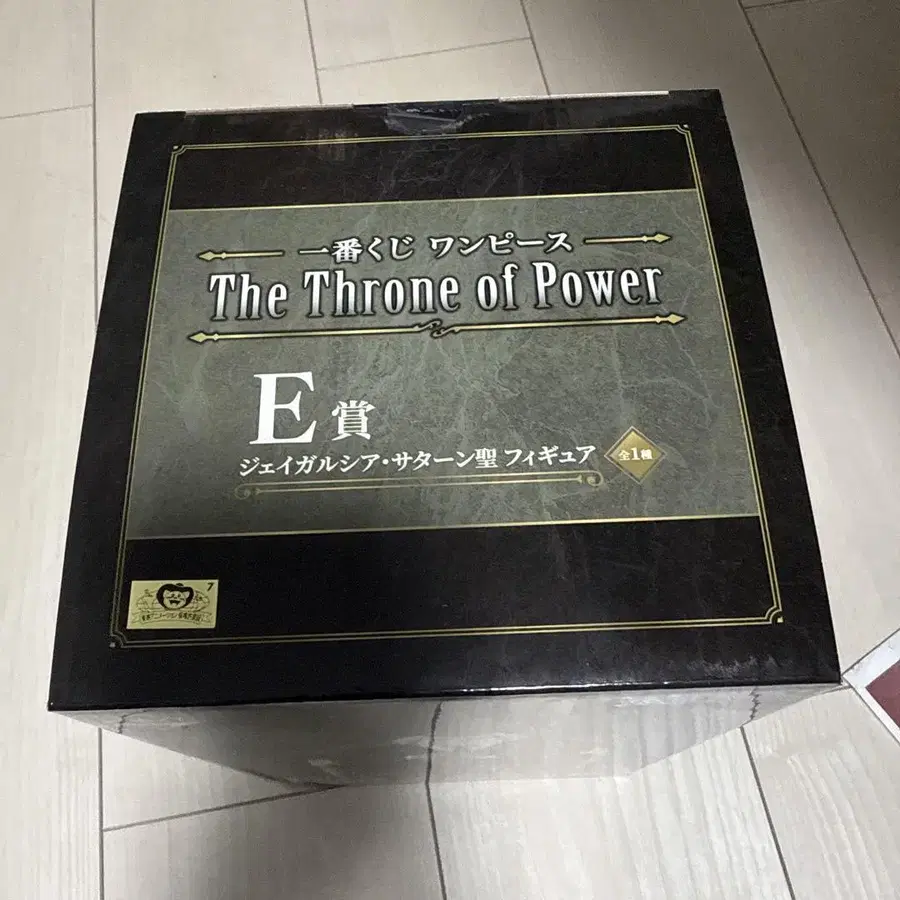 一番くじ ワンピース
The Throne of Power
E賞
ジェイガルシア・サターン聖 フィギュア 全1種
7